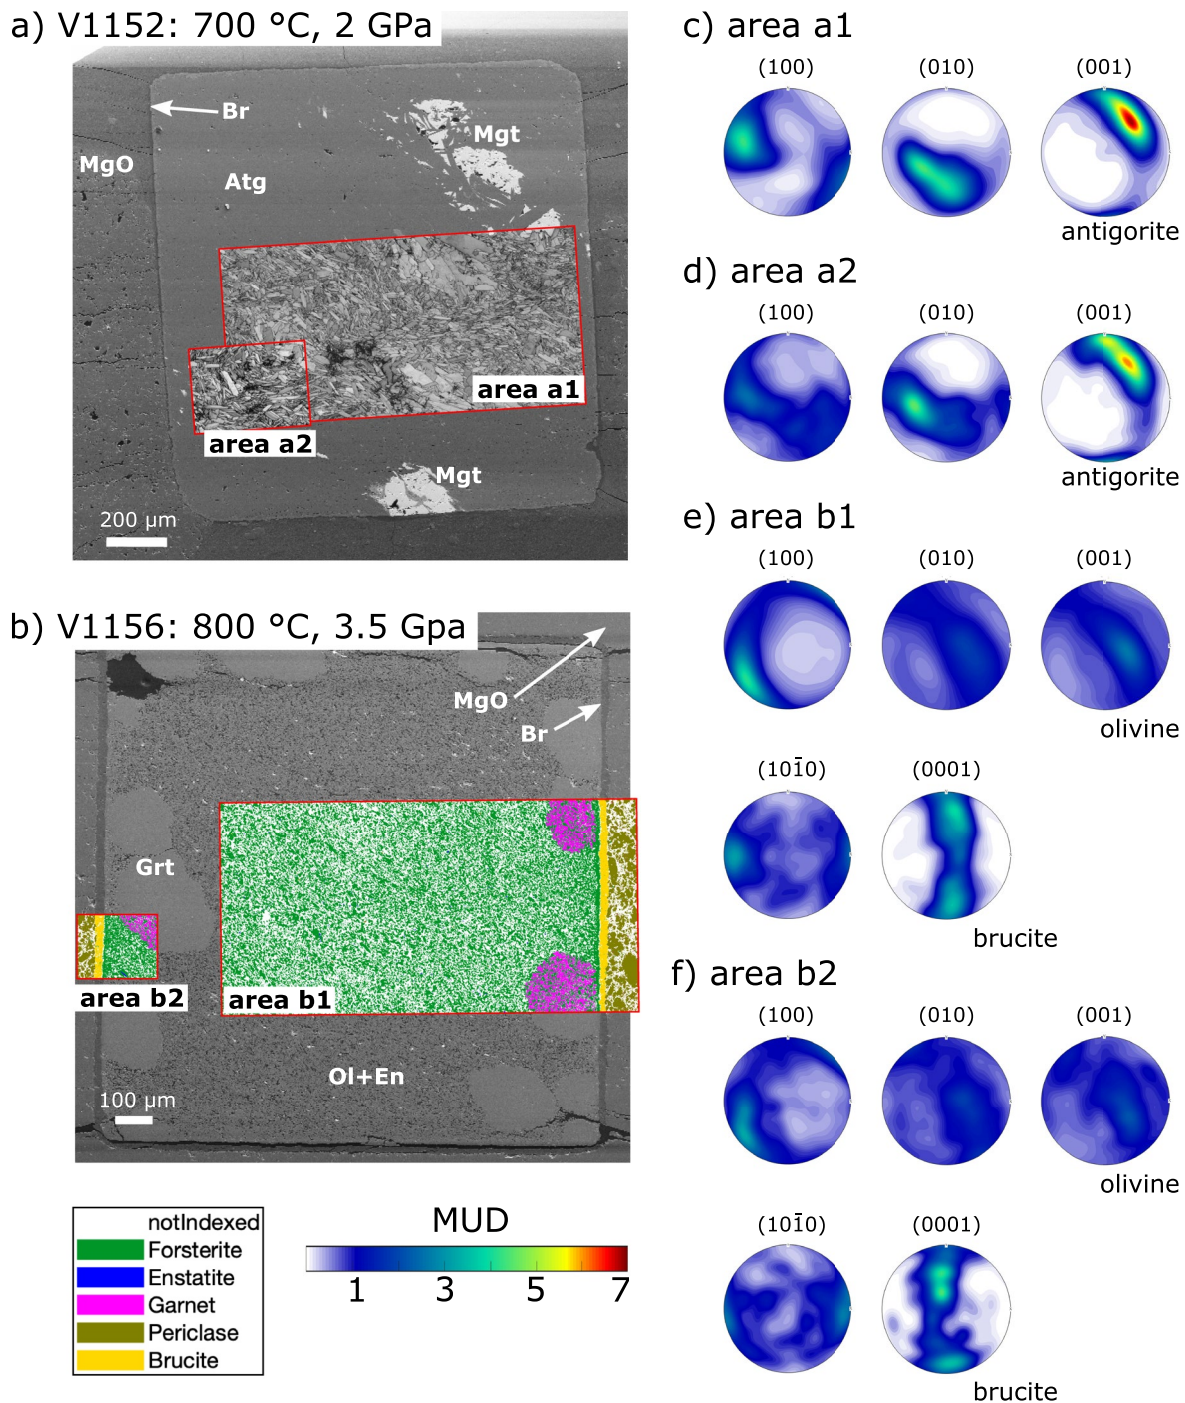 a) V1152: 700 °C, 2 GPa
Br
MgO
Mgt
Atg
area a1
area a2
Mgt
200 µm
b) V1156: 800 °C, 3.5 Gpa
MgO
Br
Grt
area b2
area b1
Ol+En
100 µm
notIndexed
Forsterite
Enstatite
Garnet
Periclase
Brucite
MUD
1 3 5 7
c) area a1
(100) (010) (001)
antigorite
d) area a2
(100) (010) (001)
antigorite
e) area b1
(100) (010) (001)
olivine
(101̄0) (0001)
brucite
f) area b2
(100) (010) (001)
olivine
(101̄0) (0001)
brucite